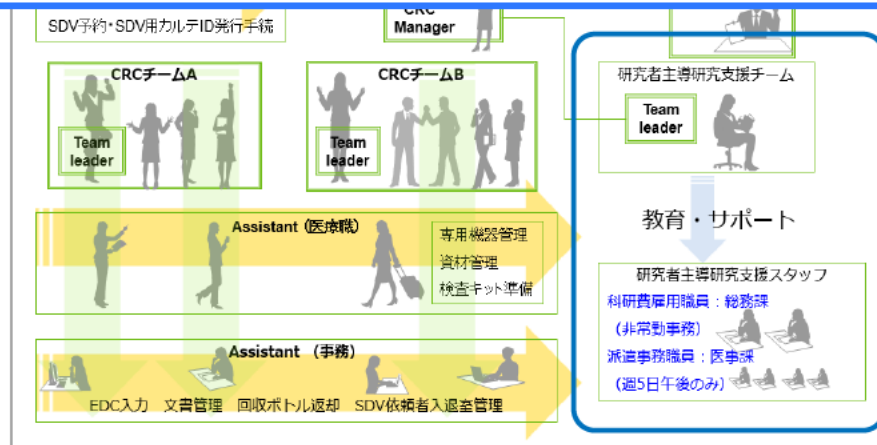 SDV予約・SDV用カルテID発行手続
CRC
Manager
CRCチームA
Team
leader
CRCチームB
Team
leader
研究者主導研究支援チーム
Team
leader
Assistant (医療職)
専用機器管理
資材管理
検査キット準備
教育・サポート
Assistant (事務)
EDC入力 文書管理 回収ボトル返却 SDV依頼者入退室管理
研究者主導研究支援スタッフ
科研費雇用職員：総務課
(非常勤事務)
派遣事務職員：医事課
(週5日午後のみ)